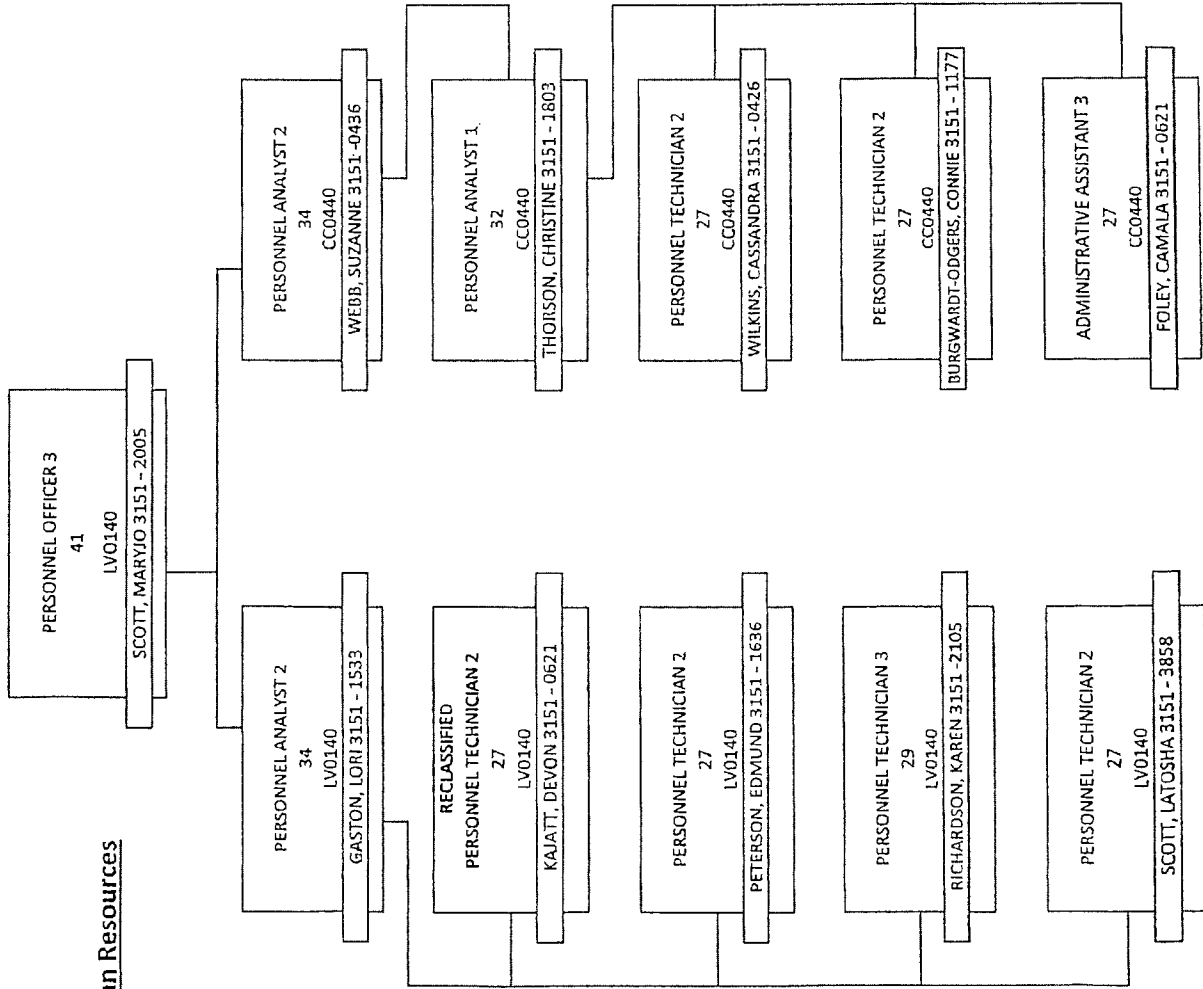 an Resources
PERSONNEL OFFICER 3
41
LV0140
SCOTT, MARYJO 3151 - 2005
PERSONNEL ANALYST 2
34
LV0140
GASTON, LORI 3151 - 1533
RECLASSIFIED
PERSONNEL TECHNICIAN 2
27
LV0140
KAJATT, DEVON 3151 - 0621
PERSONNEL TECHNICIAN 2
27
LV0140
PETERSON, EDMUND 3151 - 1636
PERSONNEL TECHNICIAN 3
29
LV0140
RICHARDSON, KAREN 3151 - 2105
PERSONNEL TECHNICIAN 2
27
LV0140
SCOTT, LATOSHA 3151 - 3858
PERSONNEL ANALYST 2
34
CC0440
WEBB, SUZANNE 3151 -0436
PERSONNEL ANALYST 1
32
CC0440
THORSON, CHRISTINE 3151 - 1803
PERSONNEL TECHNICIAN 2
27
CC0440
WILKINS, CASSANDRA 3151 - 0426
PERSONNEL TECHNICIAN 2
27
CC0440
BURGWARDT-ODGERS, CONNIE 3151 - 1177
ADMINISTRATIVE ASSISTANT 3
27
CC0440
FOLEY, CAMALA 3151 - 0621